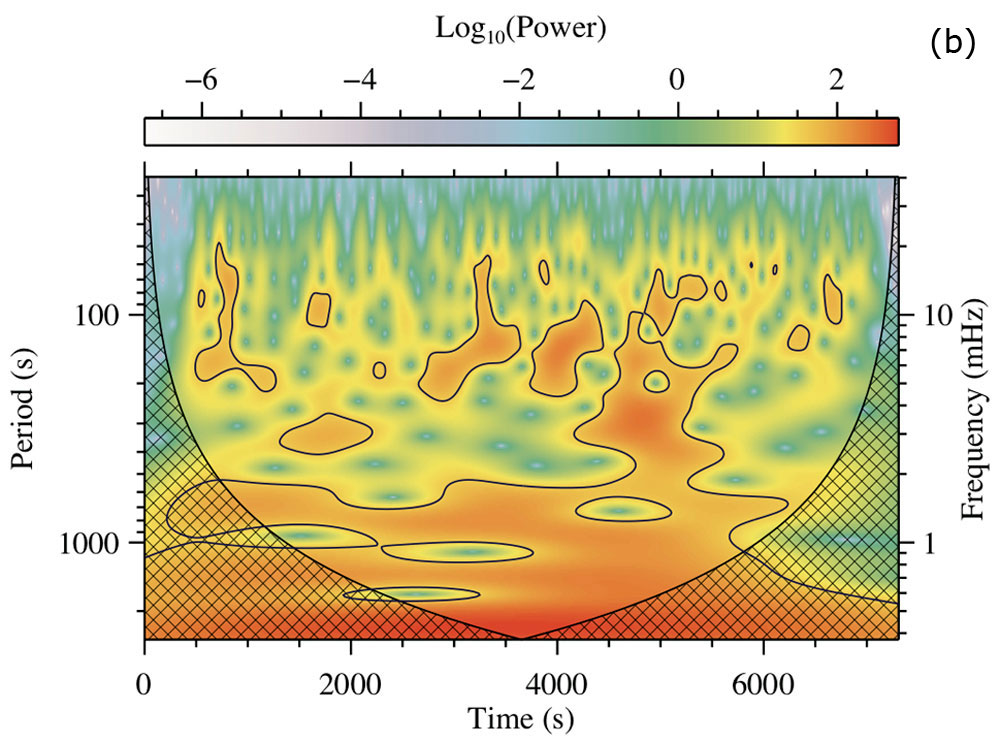 Log₁₀(Power)
(b)
−6 −4 −2 0 2
Period (s)
100
1000
10
1
Frequency (mHz)
0 2000 4000 6000
Time (s)